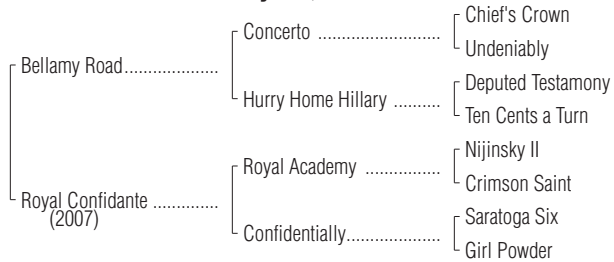 Chief's Crown
Concerto ....................
Undeniably
Bellamy Road...................
Deputed Testamony
Hurry Home Hillary ..........
Ten Cents a Turn
Nijinsky II
Royal Academy ................
Crimson Saint
Royal Confidante .............
(2007)
Saratoga Six
Confidentially...................
Girl Powder